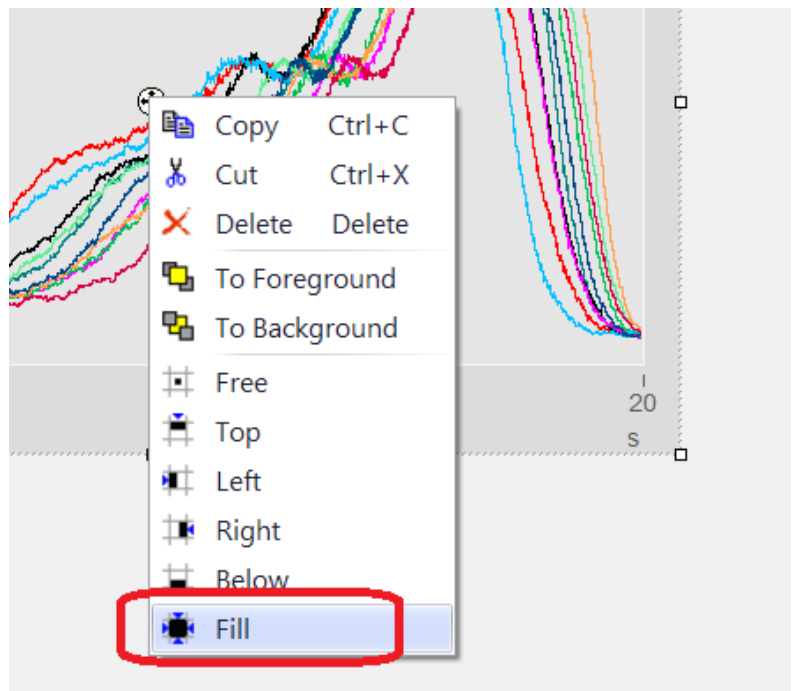 Copy Ctrl+C
Cut Ctrl+X
Delete Delete
To Foreground
To Background
Free
Top
Left
Right
Below
Fill
20
s